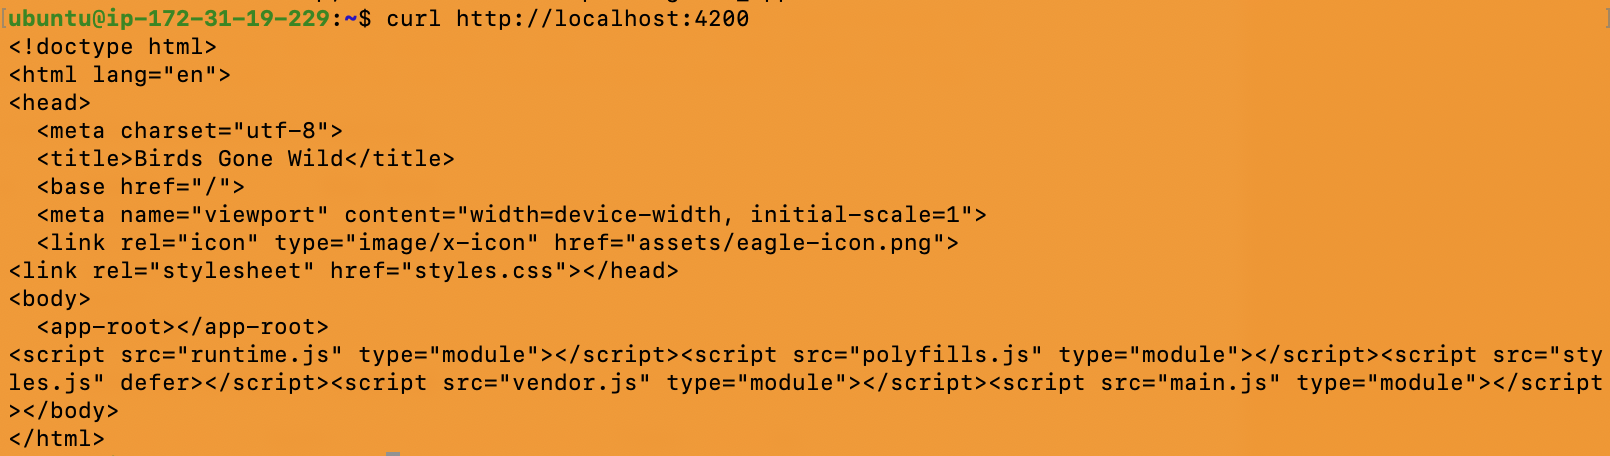 [ubuntu@ip-172-31-19-229:~$ curl http://localhost:4200 ]
<!doctype html>
<html lang="en">
<head>
  <meta charset="utf-8">
  <title>Birds Gone Wild</title>
  <base href="/">
  <meta name="viewport" content="width=device-width, initial-scale=1">
  <link rel="icon" type="image/x-icon" href="assets/eagle-icon.png">
<link rel="stylesheet" href="styles.css"></head>
<body>
  <app-root></app-root>
<script src="runtime.js" type="module"></script><script src="polyfills.js" type="module"></script><script src="sty
les.js" defer></script><script src="vendor.js" type="module"></script><script src="main.js" type="module"></script
></body>
</html>